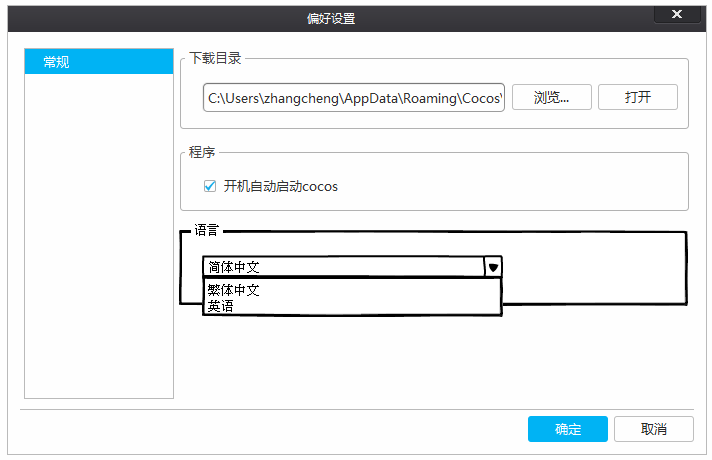 偏好设置
常规
下载目录
C:\Users\zhangcheng\AppData\Roaming\Cocos\
浏览...
打开
程序
开机自动启动cocos
语言
简体中文
繁体中文
英语
确定
取消